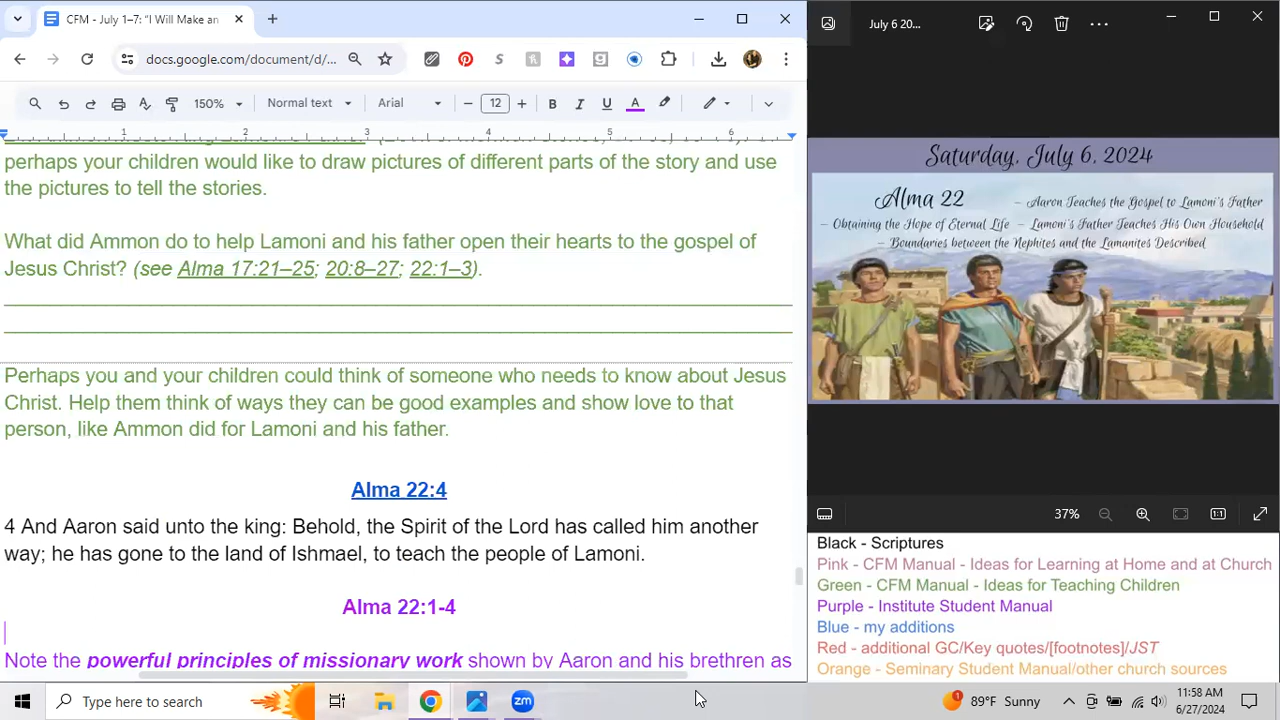 CFM - July 1–7: “I Will Make an
docs.google.com/document/d/...
150%
Normal text
Arial
12
B I U A
1 2 3 4 5 6
perhaps your children would like to draw pictures of different parts of the story and use
the pictures to tell the stories.
What did Ammon do to help Lamoni and his father open their hearts to the gospel of
Jesus Christ? (see Alma 17:21–25; 20:8–27; 22:1–3).
Perhaps you and your children could think of someone who needs to know about Jesus
Christ. Help them think of ways they can be good examples and show love to that
person, like Ammon did for Lamoni and his father.
Alma 22:4
4 And Aaron said unto the king: Behold, the Spirit of the Lord has called him another
way; he has gone to the land of Ishmael, to teach the people of Lamoni.
Alma 22:1-4
Note the powerful principles of missionary work shown by Aaron and his brethren as
July 6 20...
Saturday, July 6, 2024
Alma 22
– Aaron Teaches the Gospel to Lamoni's Father
– Obtaining the Hope of Eternal Life – Lamoni's Father Teaches His Own Household
– Boundaries between the Nephites and the Lamanites Described
37%
Black - Scriptures
Pink - CFM Manual - Ideas for Learning at Home and at Church
Green - CFM Manual - Ideas for Teaching Children
Purple - Institute Student Manual
Blue - my additions
Red - additional GC/Key quotes/[footnotes]/JST
Orange - Seminary Student Manual/other church sources
Type here to search
zm
1
89°F Sunny
11:58 AM
6/27/2024